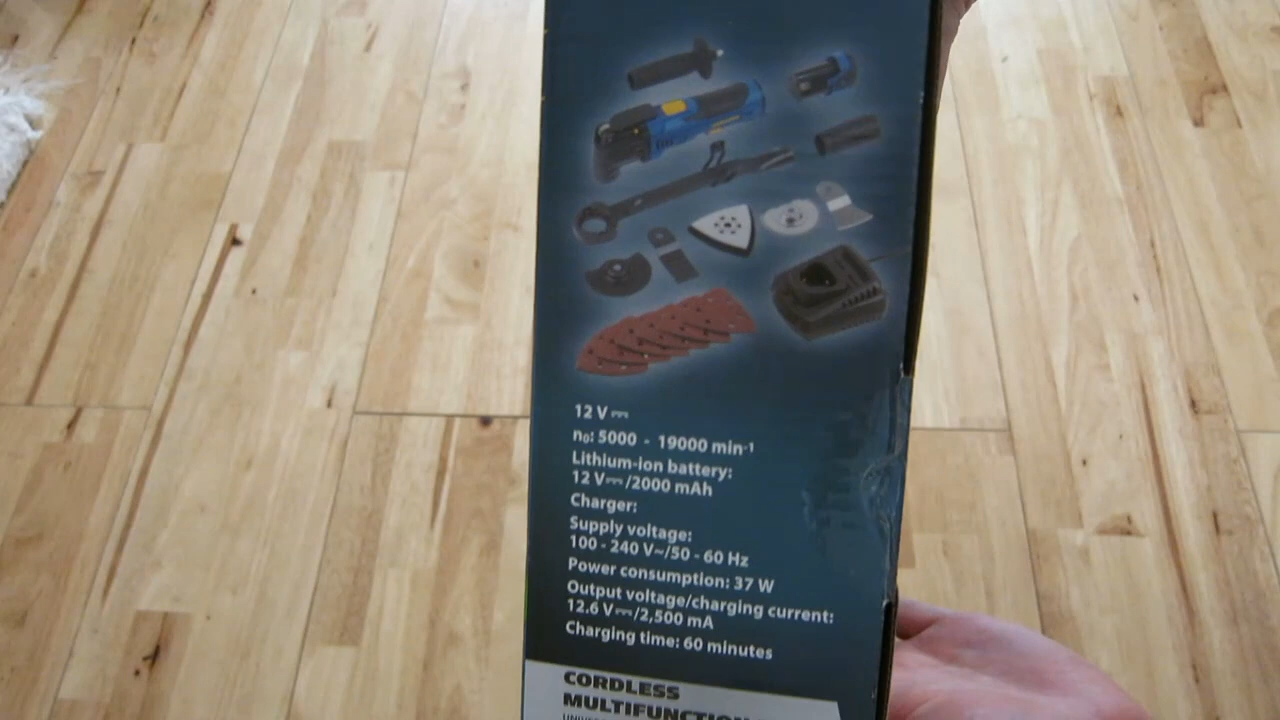 12 V⎓
n₀: 5000 - 19000 min⁻¹
Lithium-ion battery:
12 V⎓/2000 mAh
Charger:
Supply voltage:
100 - 240 V~/50 - 60 Hz
Power consumption: 37 W
Output voltage/charging current:
12.6 V⎓/2,500 mA
Charging time: 60 minutes
CORDLESS